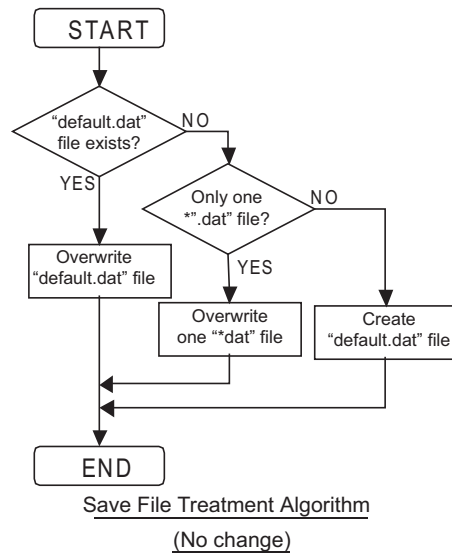 START
“default.dat”
file exists?
NO
YES
Only one
*”.dat” file?
NO
YES
Overwrite
“default.dat” file
Overwrite
one “*dat” file
Create
“default.dat” file
END
Save File Treatment Algorithm
(No change)